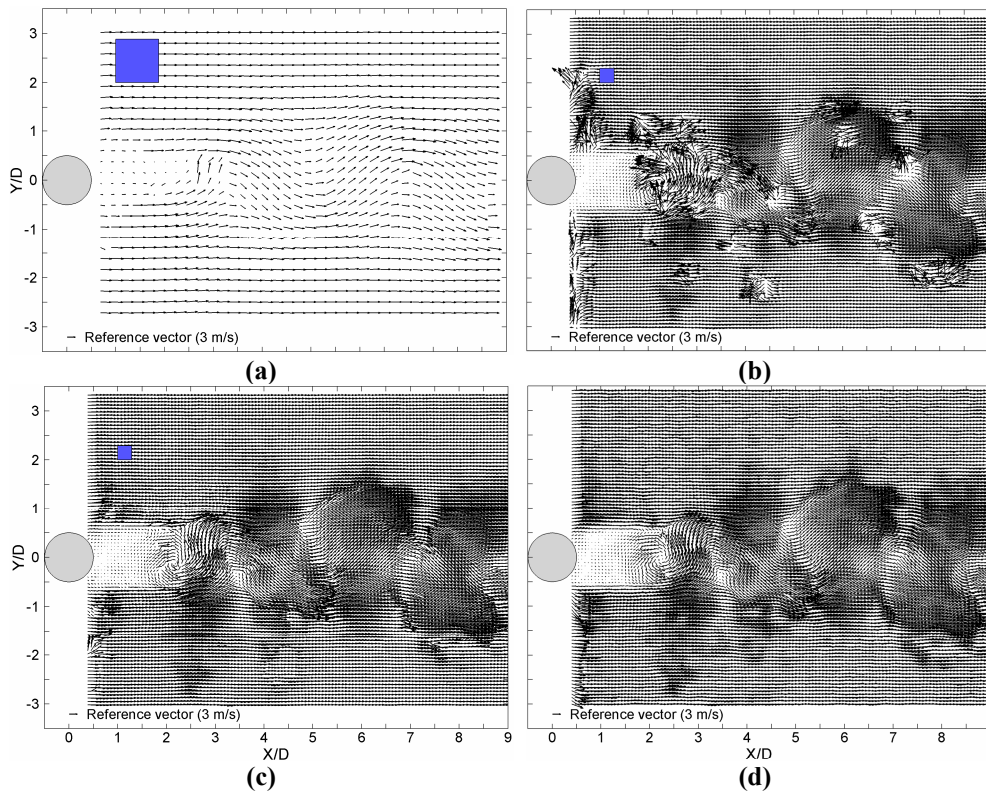 3
2
1
0
-1
-2
-3
Y/D
Reference vector (3 m/s)
(a)
Reference vector (3 m/s)
(b)
3
2
1
0
-1
-2
-3
Y/D
Reference vector (3 m/s)
0 1 2 3 4 5 6 7 8 9
X/D
(c)
Reference vector (3 m/s)
0 1 2 3 4 5 6 7 8
X/D
(d)